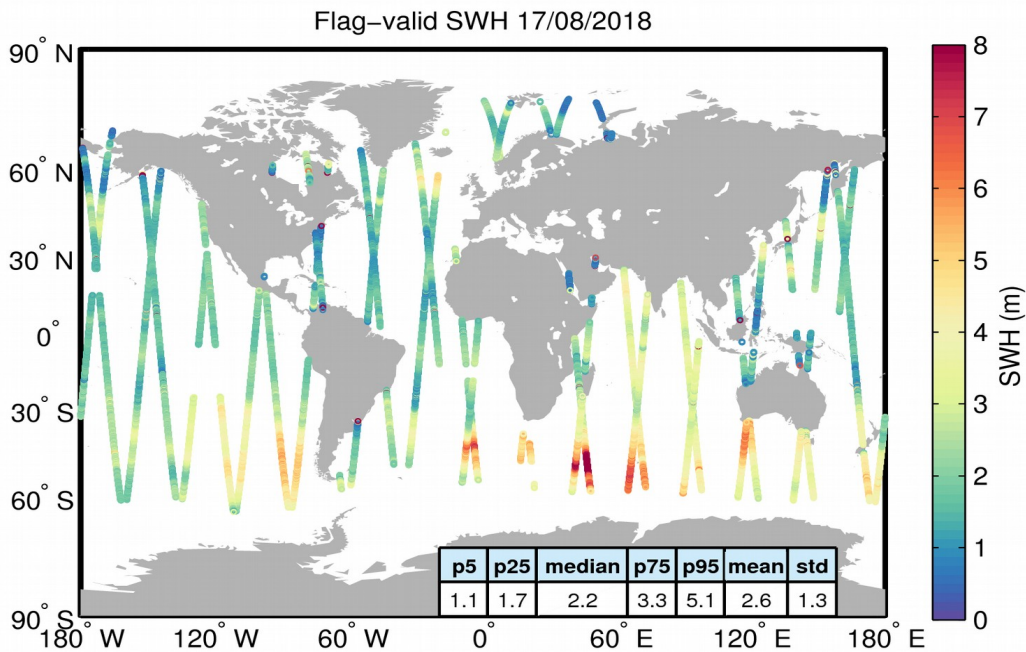 Flag−valid SWH 17/08/2018
90° N
60° N
30° N
0°
30° S
60° S
90° S
180° W
120° W
60° W
0°
60° E
120° E
180° E
p5 p25 median p75 p95 mean std
1.1 1.7 2.2 3.3 5.1 2.6 1.3
8
7
6
5
4
3
2
1
0
SWH (m)